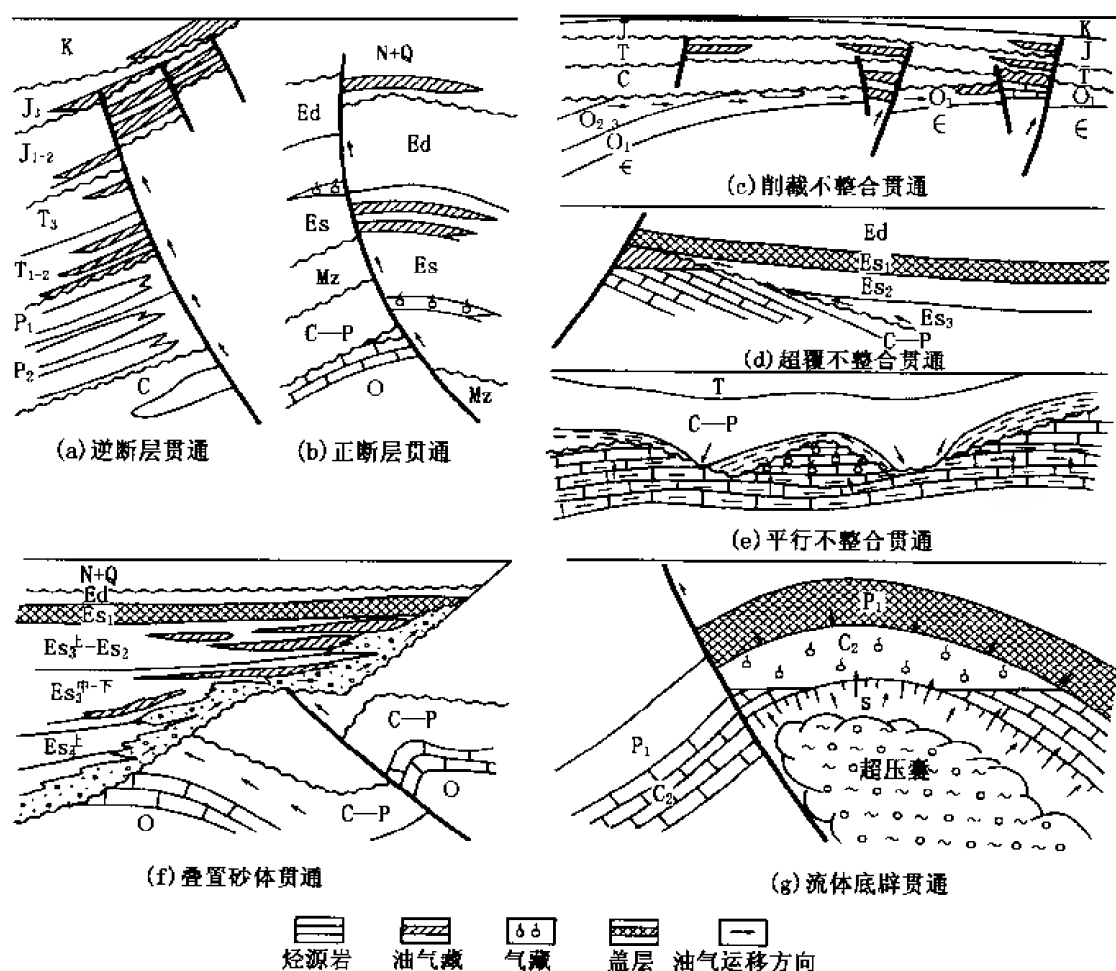 K
J₃
J₁₋₂
T₃
T₁₋₂
P₁
P₂
C
(a)逆断层贯通
N+Q
Ed
Ed
Es
Es
Mz
C—P
O
Mz
(b)正断层贯通
J
T
C
O₂₋₃
O₁
∈
O₁
∈
K
J
T
O₁
∈
(c)削截不整合贯通
Ed
Es₁
Es₂
Es₃
C—P
(d)超覆不整合贯通
T
C—P
(e)平行不整合贯通
N+Q
Ed
Es₁
Es₃上—Es₂
Es₃中-下
Es₄上
C—P
O
C—P
O
(f)叠置砂体贯通
P₁
C₂
S
P₁
C₂
超压囊
(g)流体底辟贯通
烃源岩 油气藏 气藏 盖层 油气运移方向